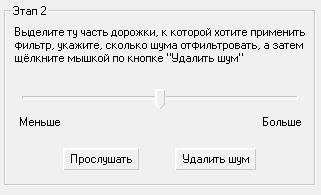 Этап 2
Выделите ту часть дорожки, к которой хотите применить
фильтр, укажите, сколько шума отфильтровать, а затем
щёлкните мышкой по кнопке "Удалить шум"
Меньше Больше
Прослушать Удалить шум